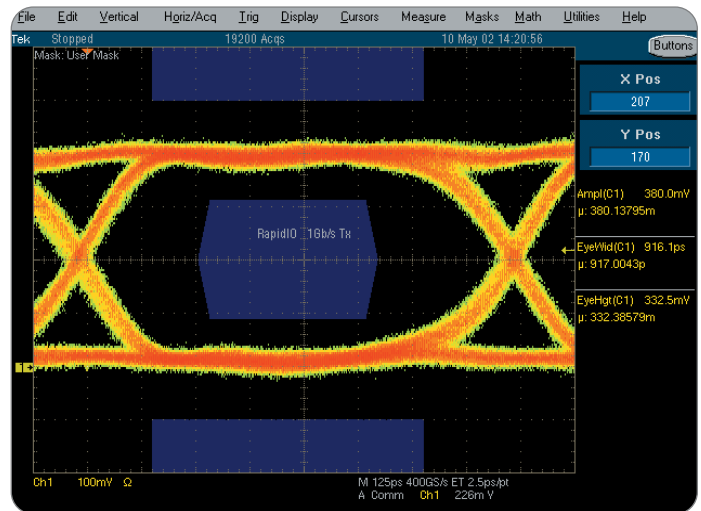 File Edit Vertical Horiz/Acq Trig Display Cursors Measure Masks Math Utilities Help
Tek Stopped 19200 Acqs 10 May 02 14:20:56
Buttons
Mask: User Mask
X Pos
207
Y Pos
170
Ampl(C1) 380.0mV
µ: 380.13795m
RapidIO 1Gb/s Tx
EyeWid(C1) 916.1ps
µ: 917.0043p
EyeHgt(C1) 332.5mV
µ: 332.38579m
1
Ch1 100mV Ω M 125ps 400GS/s ET 2.5ps/pt
A Comm Ch1 226mV